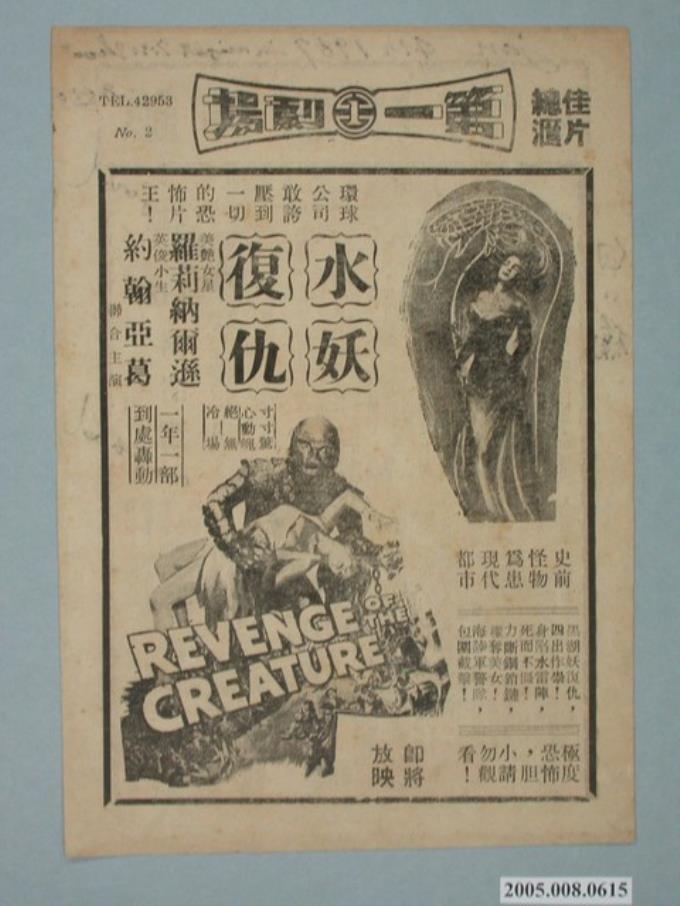 TEL.42953
No. 2
第一劇場
佳片
總滙
環球
公司
敢誇
壓到
一切
的恐
怖片
王！
水妖
復仇
美艷女星
羅莉納爾遜
英俊小生
約翰亞葛
聯合主演
寸寸驚
心動魄
絕無
冷場
一年一部
到處轟動
史前
怪物
爲患
現代
都市
黑湖妖復仇，
四出作祟！
身陷水雷陣，
死而不僵！
力斷鋼鏈，
奪美女！
海陸軍警隊，
包圍截擊！
極度
恐怖
，胆
小請
勿觀
看！
REVENGE
OF THE
CREATURE
即將
放映
2005.008.0615